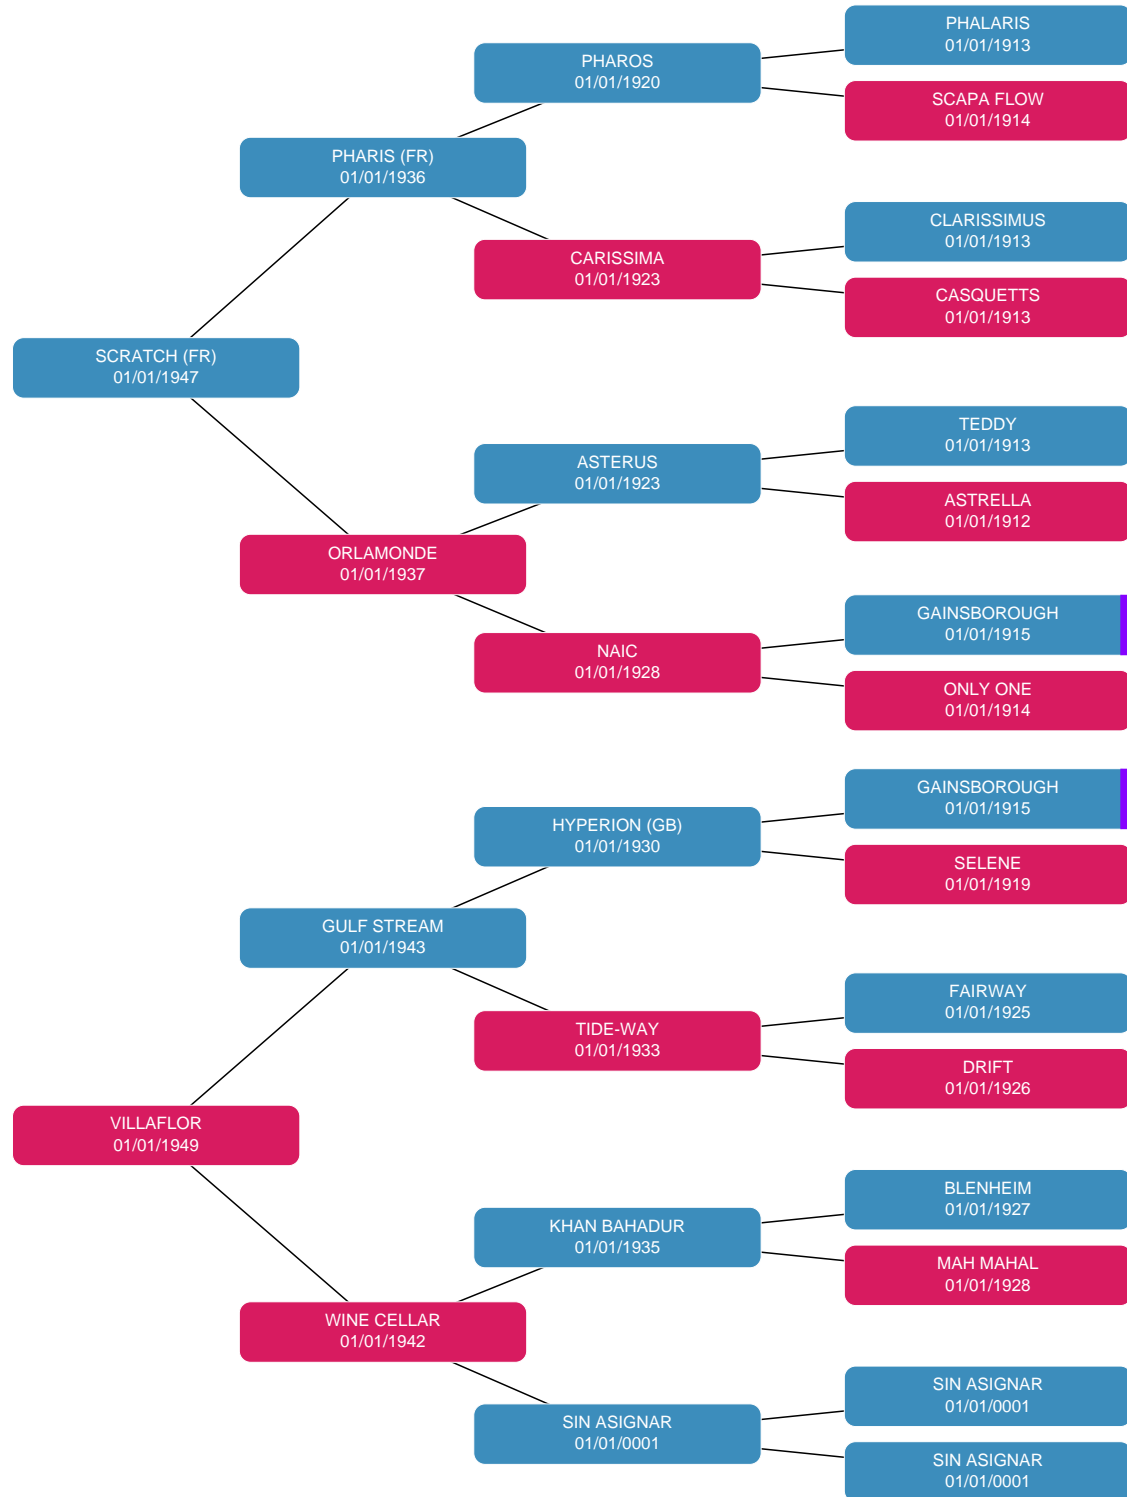 PHALARIS
01/01/1913
PHAROS
01/01/1920
SCAPA FLOW
01/01/1914
PHARIS (FR)
01/01/1936
CLARISSIMUS
01/01/1913
CARISSIMA
01/01/1923
CASQUETTS
01/01/1913
SCRATCH (FR)
01/01/1947
TEDDY
01/01/1913
ASTERUS
01/01/1923
ASTRELLA
01/01/1912
ORLAMONDE
01/01/1937
GAINSBOROUGH
01/01/1915
NAIC
01/01/1928
ONLY ONE
01/01/1914
GAINSBOROUGH
01/01/1915
HYPERION (GB)
01/01/1930
SELENE
01/01/1919
GULF STREAM
01/01/1943
FAIRWAY
01/01/1925
TIDE-WAY
01/01/1933
DRIFT
01/01/1926
VILLAFLOR
01/01/1949
BLENHEIM
01/01/1927
KHAN BAHADUR
01/01/1935
MAH MAHAL
01/01/1928
WINE CELLAR
01/01/1942
SIN ASIGNAR
01/01/0001
SIN ASIGNAR
01/01/0001
SIN ASIGNAR
01/01/0001